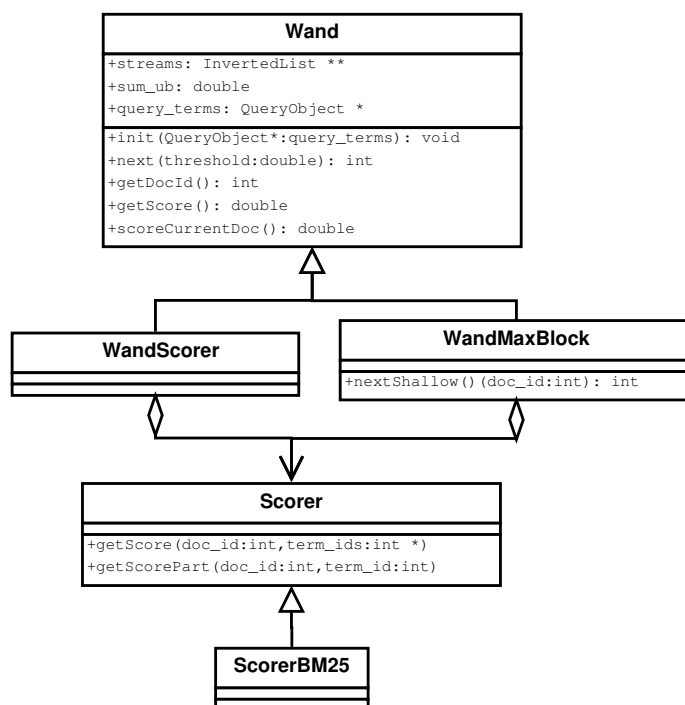 Wand
+streams: InvertedList **
+sum_ub: double
+query_terms: QueryObject *
+init(QueryObject*:query_terms): void
+next(threshold:double): int
+getDocId(): int
+getScore(): double
+scoreCurrentDoc(): double
WandScorer
WandMaxBlock
+nextShallow()(doc_id:int): int
Scorer
+getScore(doc_id:int,term_ids:int *)
+getScorePart(doc_id:int,term_id:int)
ScorerBM25